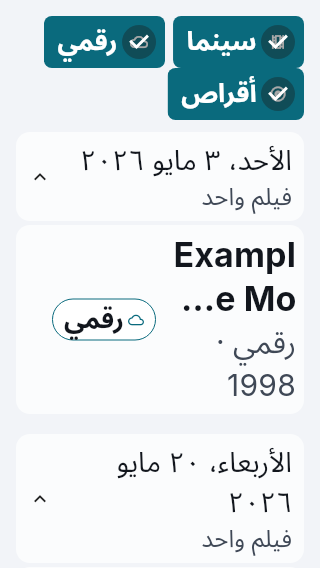 سينما
رقمي
أقراص
الأحد، ٣ مايو ٢٠٢٦
فيلم واحد
Exampl
e Mo…
رقمي ·
1998
رقمي
الأربعاء، ٢٠ مايو
٢٠٢٦
فيلم واحد